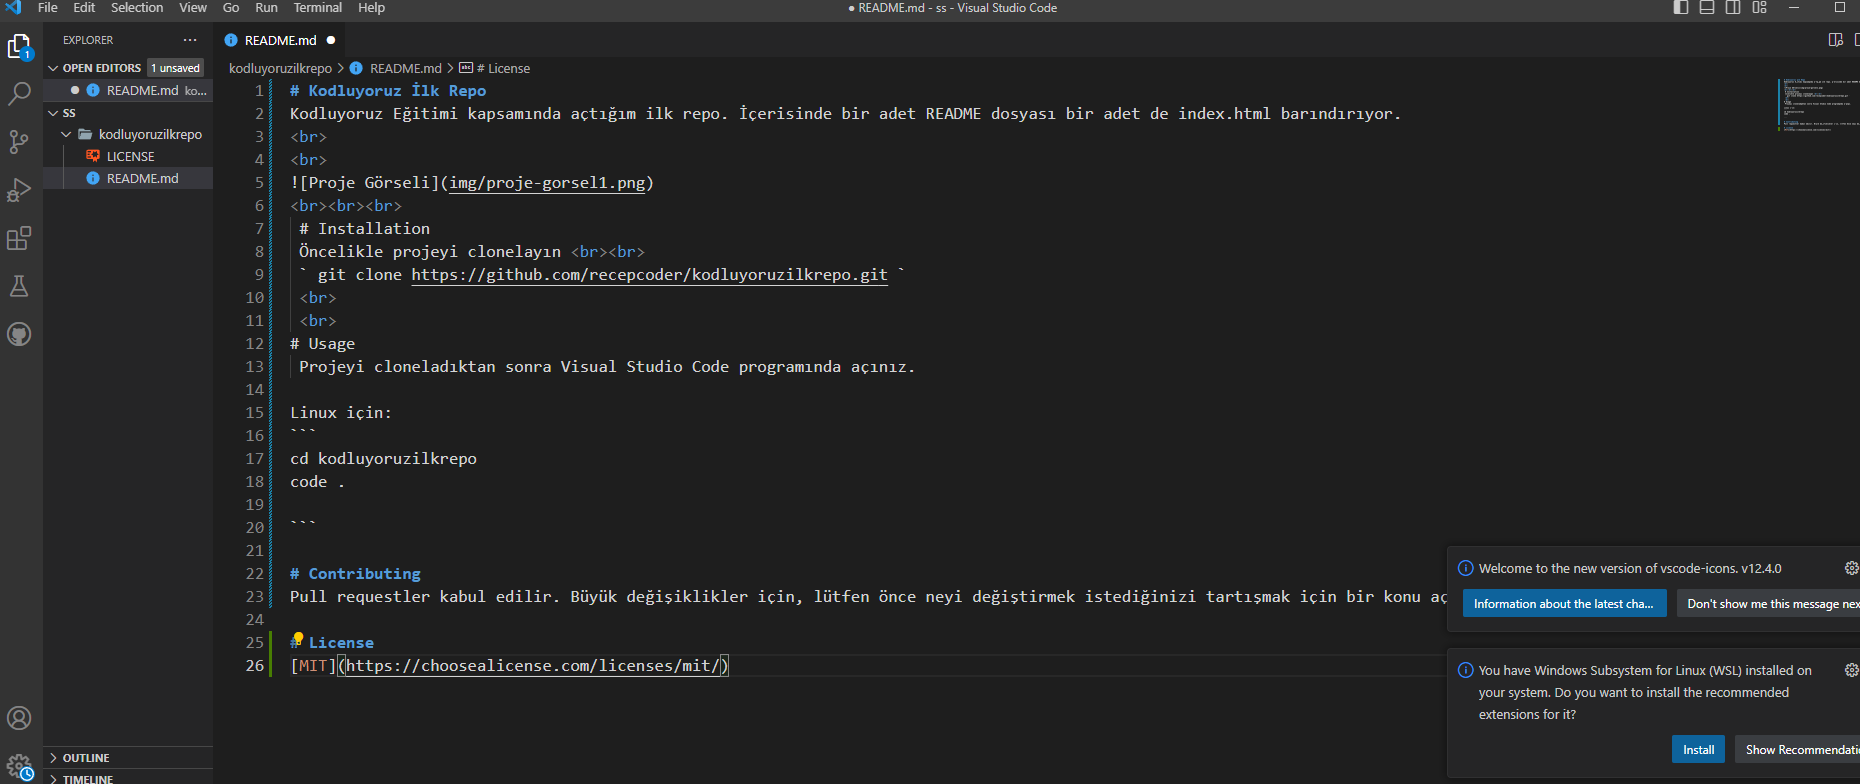 File Edit Selection View Go Run Terminal Help
● README.md - ss - Visual Studio Code
EXPLORER ···
OPEN EDITORS 1 unsaved
README.md ko...
SS
kodluyoruzilkrepo
LICENSE
README.md
OUTLINE
TIMELINE
1
README.md
kodluyoruzilkrepo > README.md > # License
1 # Kodluyoruz İlk Repo
2 Kodluyoruz Eğitimi kapsamında açtığım ilk repo. İçerisinde bir adet README dosyası bir adet de index.html barındırıyor.
3 <br>
4 <br>
5 ![Proje Görseli](img/proje-gorsel1.png)
6 <br><br><br>
7 # Installation
8 Öncelikle projeyi clonelayın <br><br>
9 ` git clone https://github.com/recepcoder/kodluyoruzilkrepo.git `
10 <br>
11 <br>
12 # Usage
13 Projeyi cloneladıktan sonra Visual Studio Code programında açınız.
14
15 Linux için:
16 ```
17 cd kodluyoruzilkrepo
18 code .
19
20 ```
21
22 # Contributing
23 Pull requestler kabul edilir. Büyük değişiklikler için, lütfen önce neyi değiştirmek istediğinizi tartışmak için bir konu aç
24
25 # License
26 [MIT](https://choosealicense.com/licenses/mit/)
Welcome to the new version of vscode-icons. v12.4.0
Information about the latest cha...
Don't show me this message nex
You have Windows Subsystem for Linux (WSL) installed on
your system. Do you want to install the recommended
extensions for it?
Install
Show Recommendati